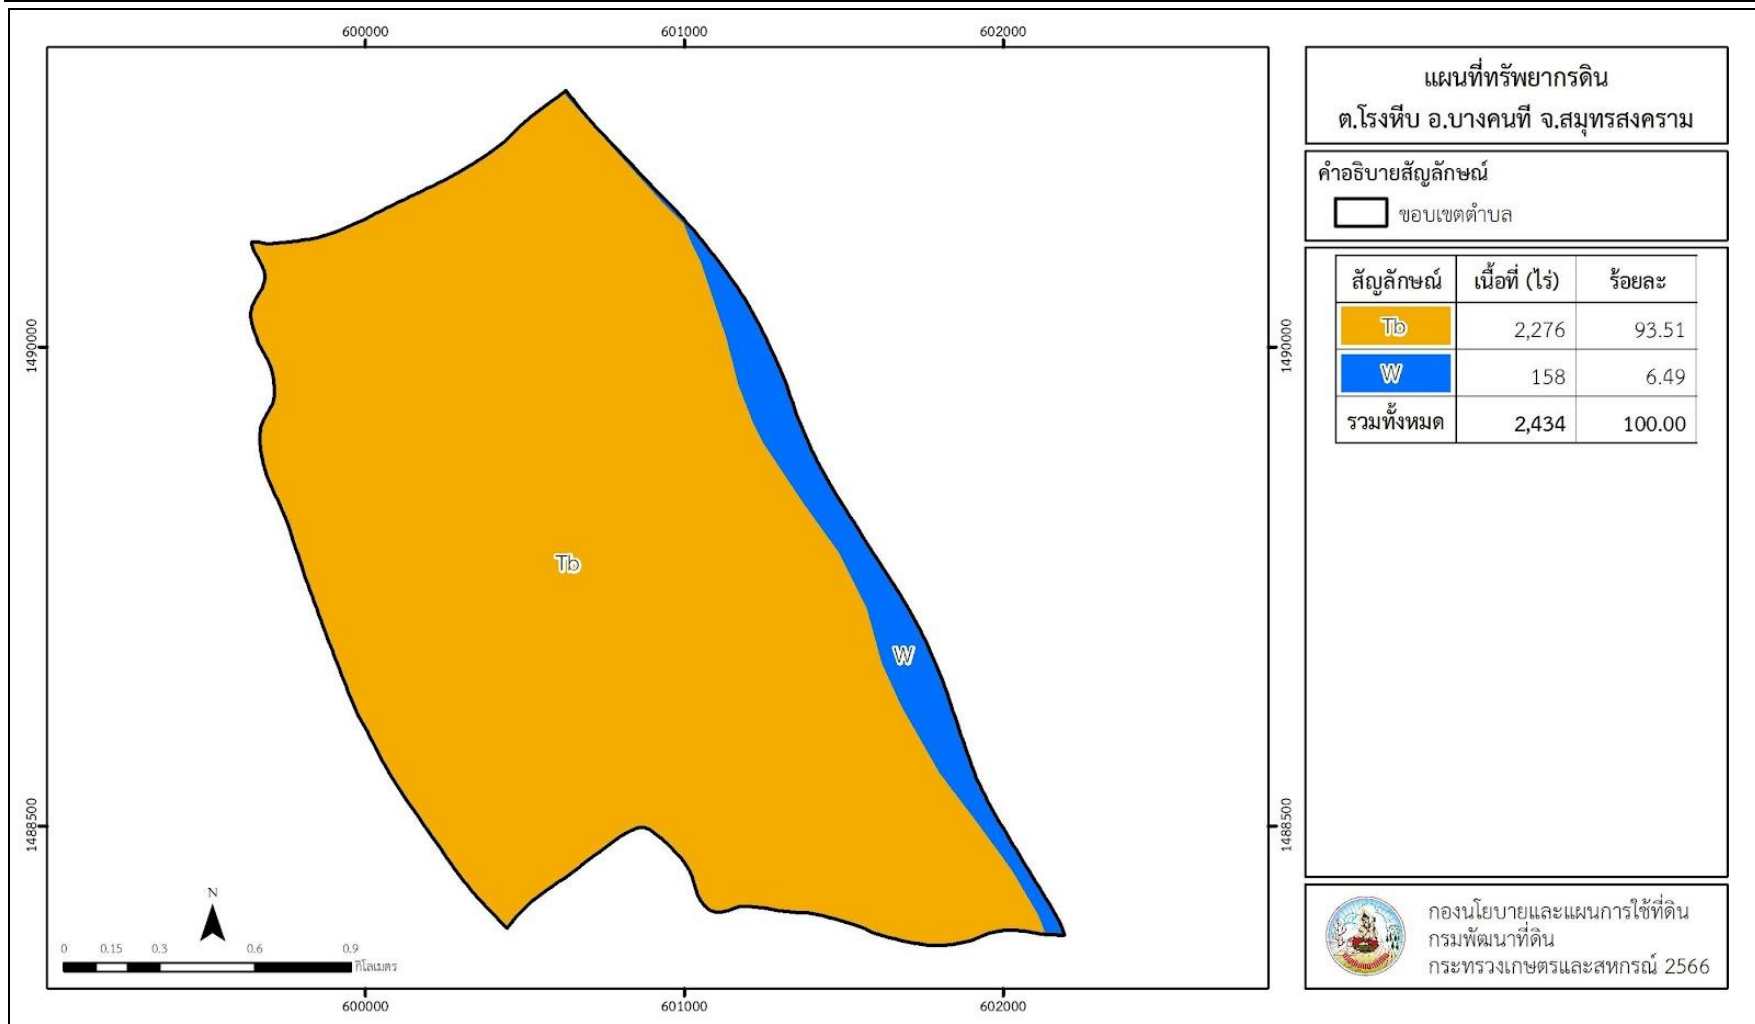 600000
601000
602000
1490000
1488500
Tb
W
N
0 0.15 0.3 0.6 0.9
กิโลเมตร
1490000
1488500
600000
601000
602000
แผนที่ทรัพยากรดิน
ต.โรงหีบ อ.บางคนที จ.สมุทรสงคราม
คำอธิบายสัญลักษณ์
ขอบเขตตำบล
สัญลักษณ์ เนื้อที่ (ไร่) ร้อยละ
Tb 2,276 93.51
W 158 6.49
รวมทั้งหมด 2,434 100.00
กองนโยบายและแผนการใช้ที่ดิน
กรมพัฒนาที่ดิน
กระทรวงเกษตรและสหกรณ์ 2566